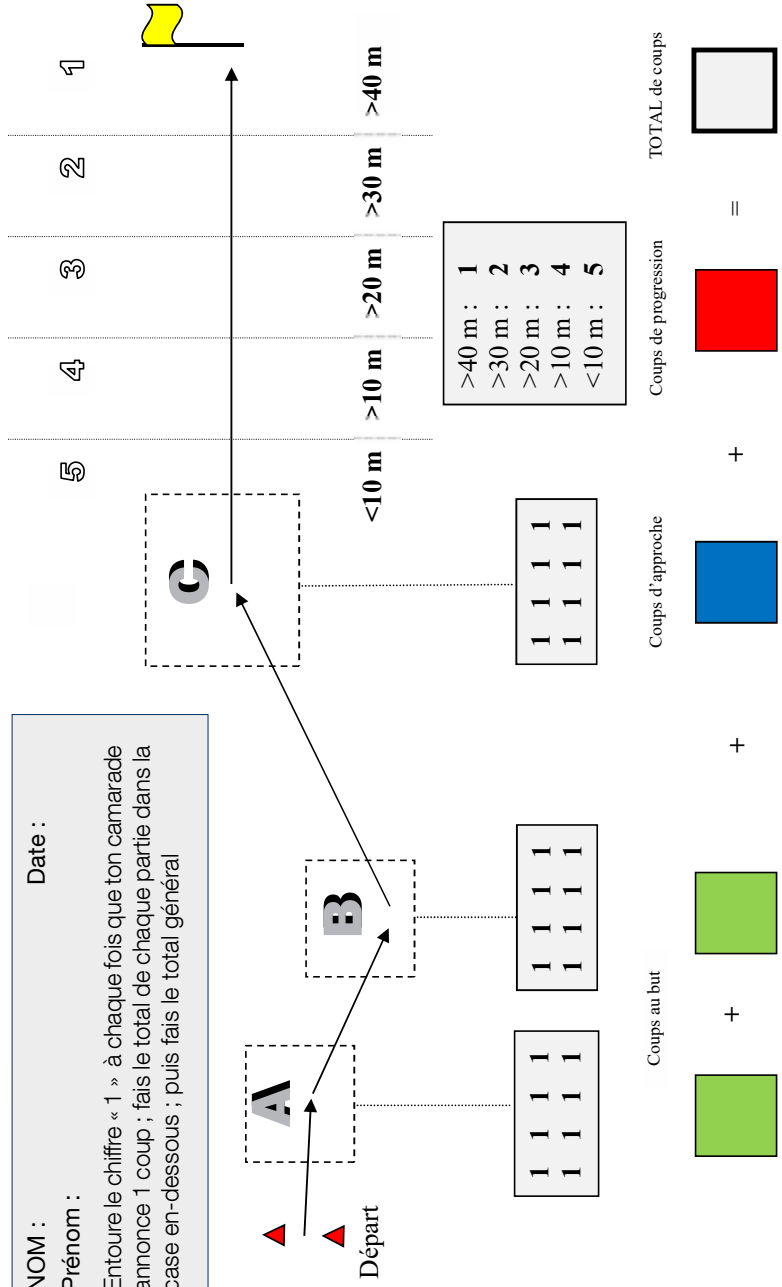 NOM : Date :
Prénom :
Entoure le chiffre « 1 » à chaque fois que ton camarade
annonce 1 coup ; fais le total de chaque partie dans la
case en-dessous ; puis fais le total général
5 4 3 2 1
A
B
C
Départ
<10 m >10 m >20 m >30 m >40 m
>40 m : 1
>30 m : 2
>20 m : 3
>10 m : 4
<10 m : 5
1 1 1 1
1 1 1 1
1 1 1 1
1 1 1 1
1 1 1 1
1 1 1 1
Coups au but
Coups d'approche
Coups de progression
TOTAL de coups
+ + + =